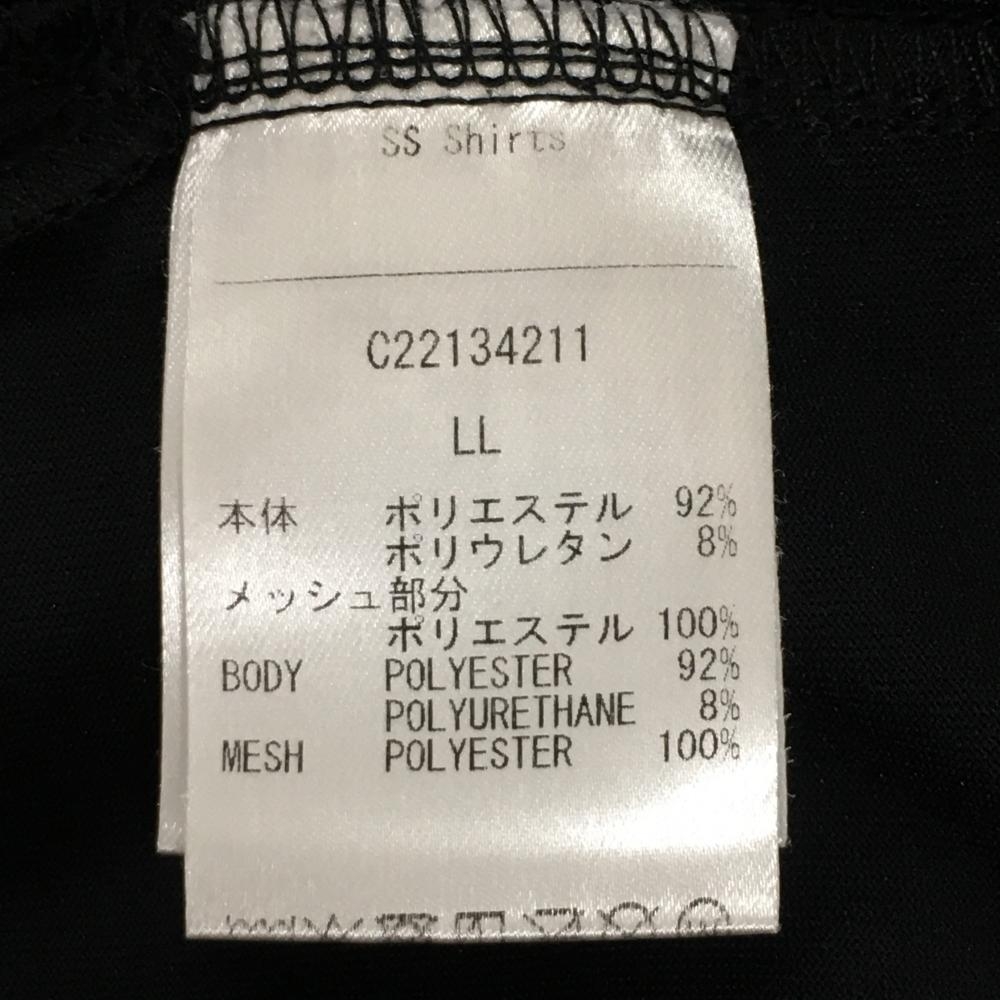 SS Shirts
C22134211
LL
本体 ポリエステル 92%
ポリウレタン 8%
メッシュ部分
ポリエステル 100%
BODY POLYESTER 92%
POLYURETHANE 8%
MESH POLYESTER 100%